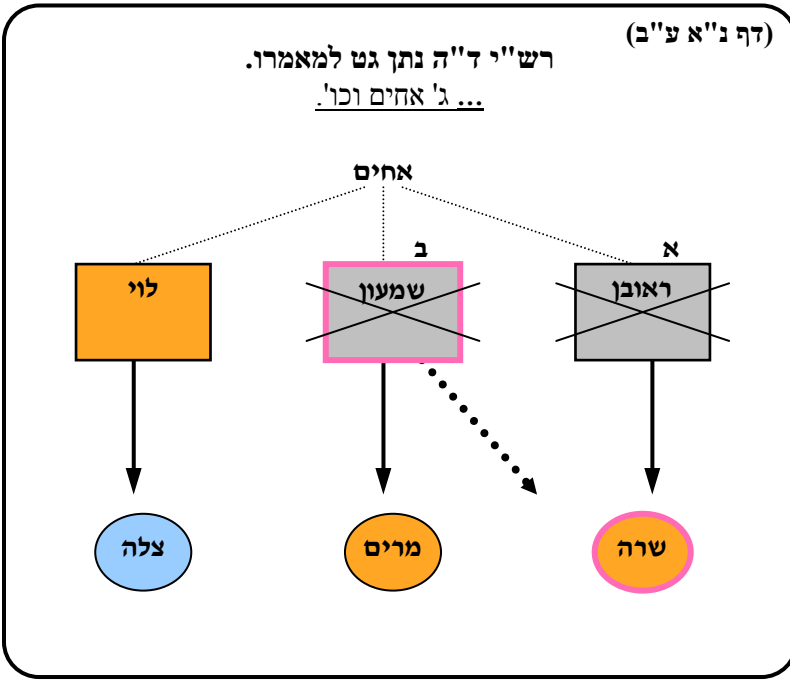 (דף נ"א ע"ב)
רש"י ד"ה נתן גט למאמרו.
... ג' אחים וכו'.
אחים
א
ב
ראובן
שמעון
לוי
שרה
מרים
צלה